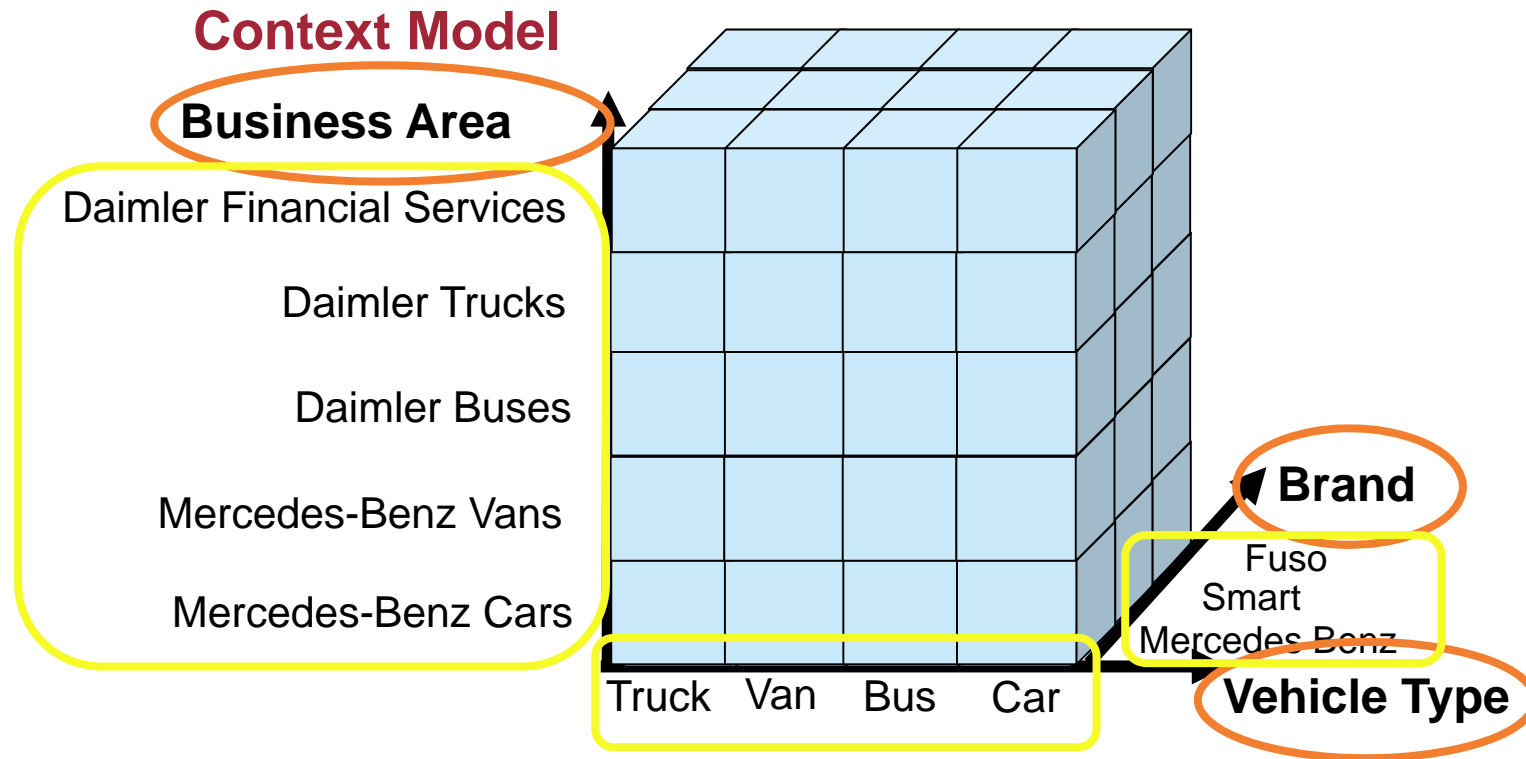 Context Model
Business Area
Daimler Financial Services
Daimler Trucks
Daimler Buses
Mercedes-Benz Vans
Mercedes-Benz Cars
Brand
Fuso
Smart
Mercedes Benz
Truck Van Bus Car
Vehicle Type